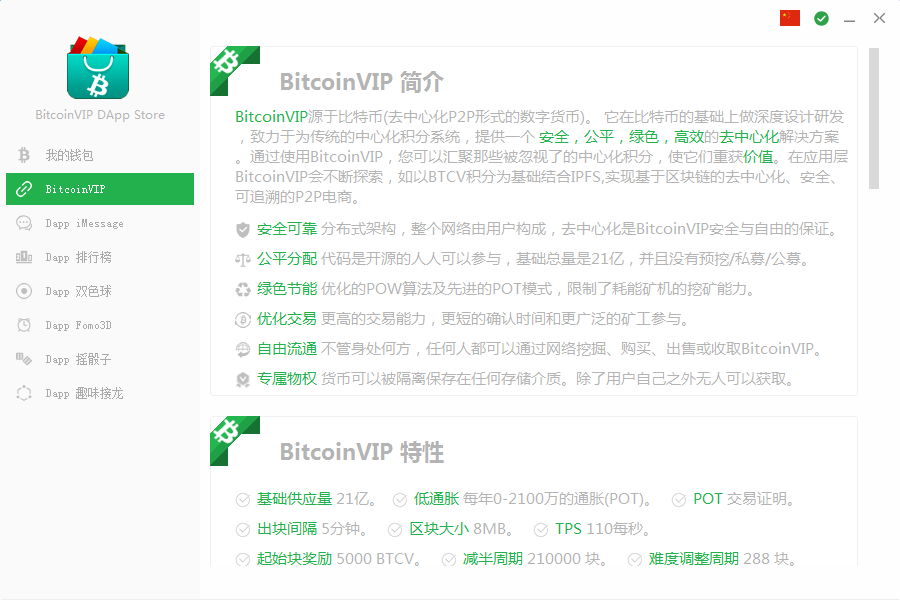 BitcoinVIP DApp Store
我的钱包
BitcoinVIP
Dapp iMessage
Dapp 排行榜
Dapp 双色球
Dapp Fomo3D
Dapp 摇骰子
Dapp 趣味接龙
BitcoinVIP 简介
BitcoinVIP源于比特币(去中心化P2P形式的数字货币)。 它在比特币的基础上做深度设计研发
，致力于为传统的中心化积分系统，提供一个 安全，公平，绿色，高效的去中心化解决方案
。通过使用BitcoinVIP，您可以汇聚那些被忽视了的中心化积分，使它们重获价值。在应用层
BitcoinVIP会不断探索，如以BTCV积分为基础结合IPFS,实现基于区块链的去中心化、安全、
可追溯的P2P电商。
安全可靠 分布式架构，整个网络由用户构成，去中心化是BitcoinVIP安全与自由的保证。
公平分配 代码是开源的人人可以参与，基础总量是21亿，并且没有预挖/私募/公募。
绿色节能 优化的POW算法及先进的POT模式，限制了耗能矿机的挖矿能力。
优化交易 更高的交易能力，更短的确认时间和更广泛的矿工参与。
自由流通 不管身处何方，任何人都可以通过网络挖掘、购买、出售或收取BitcoinVIP。
专属物权 货币可以被隔离保存在任何存储介质。除了用户自己之外无人可以获取。
BitcoinVIP 特性
基础供应量 21亿。 低通胀 每年0-2100万的通胀(POT)。 POT 交易证明。
出块间隔 5分钟。 区块大小 8MB。 TPS 110每秒。
起始块奖励 5000 BTCV。 减半周期 210000 块。 难度调整周期 288 块。